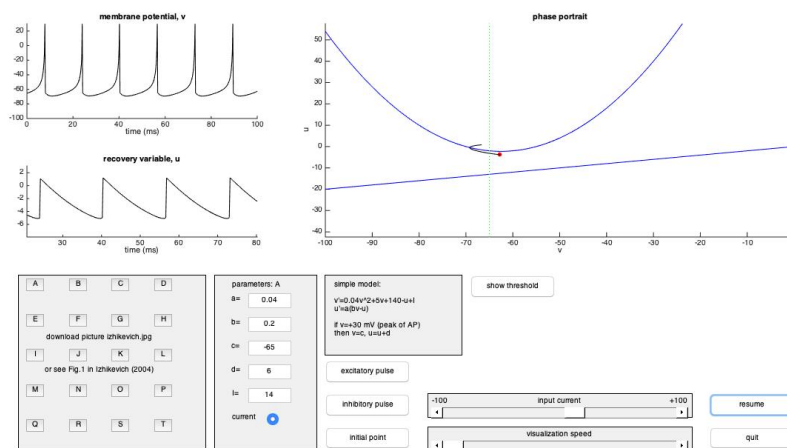 membrane potential, v
20
0
-20
-40
-60
-80
-100
0 20 40 60 80 100
time (ms)
recovery variable, u
2
0
-2
-4
-6
30 40 50 60 70 80
time (ms)
phase portrait
50
40
30
20
10
0
-10
-20
-30
-40
u
-100 -90 -80 -70 -60 -50 -40 -30 -20 -10
v
A B C D
E F G H
download picture izhikevich.jpg
I J K L
or see Fig.1 in Izhikevich (2004)
M N O P
Q R S T
parameters: A
a= 0.04
b= 0.2
c= -65
d= 6
I= 14
current
simple model:
v'=0.04v^2+5v+140-u+I
u'=a(bv-u)
if v=+30 mV (peak of AP)
then v=c, u=u+d
show threshold
excitatory pulse
inhibitory pulse
initial point
-100 input current +100
visualization speed
resume
quit